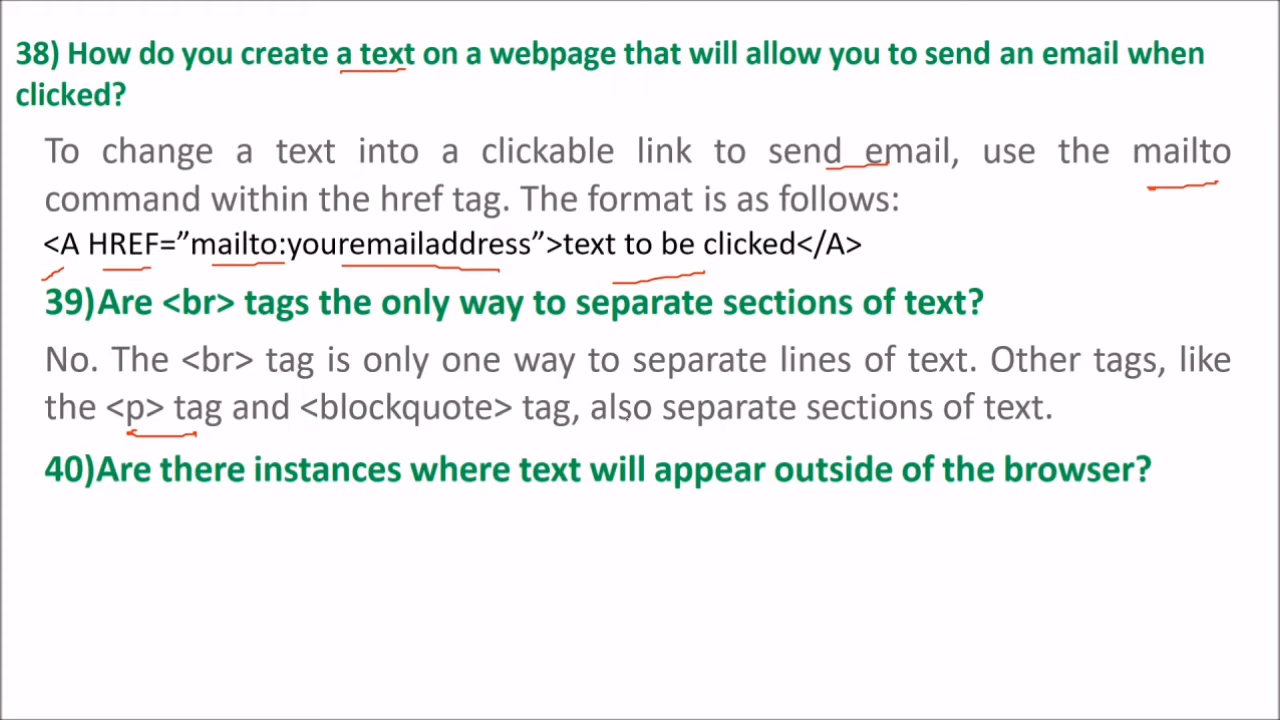 38) How do you create a text on a webpage that will allow you to send an email when
clicked?
To change a text into a clickable link to send email, use the mailto
command within the href tag. The format is as follows:
<A HREF=”mailto:youremailaddress”>text to be clicked</A>
39)Are <br> tags the only way to separate sections of text?
No. The <br> tag is only one way to separate lines of text. Other tags, like
the <p> tag and <blockquote> tag, also separate sections of text.
40)Are there instances where text will appear outside of the browser?